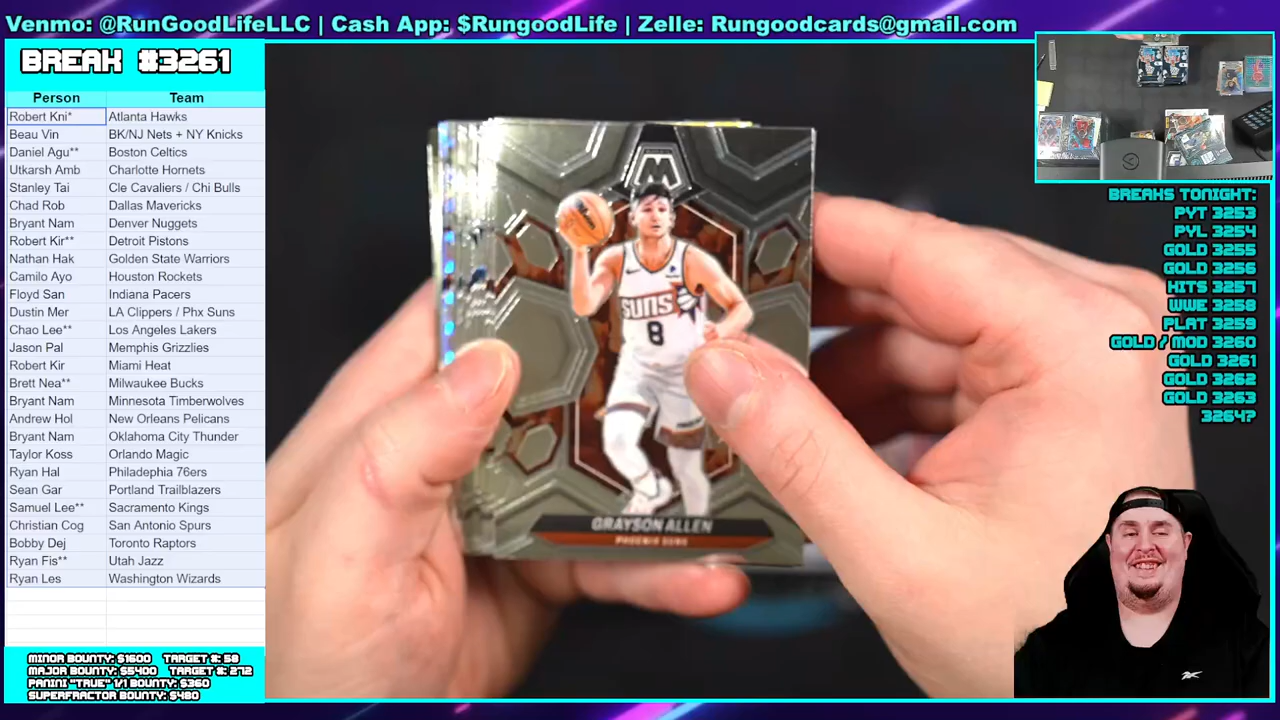 Venmo: @RunGoodLifeLLC | Cash App: $RungoodLife | Zelle: Rungoodcards@gmail.com
BREAK #3261
Person Team
Robert Kni* Atlanta Hawks
Beau Vin BK/NJ Nets + NY Knicks
Daniel Agu** Boston Celtics
Utkarsh Amb Charlotte Hornets
Stanley Tai Cle Cavaliers / Chi Bulls
Chad Rob Dallas Mavericks
Bryant Nam Denver Nuggets
Robert Kir** Detroit Pistons
Nathan Hak Golden State Warriors
Camilo Ayo Houston Rockets
Floyd San Indiana Pacers
Dustin Mer LA Clippers / Phx Suns
Chao Lee** Los Angeles Lakers
Jason Pal Memphis Grizzlies
Robert Kir Miami Heat
Brett Nea** Milwaukee Bucks
Bryant Nam Minnesota Timberwolves
Andrew Hol New Orleans Pelicans
Bryant Nam Oklahoma City Thunder
Taylor Koss Orlando Magic
Ryan Hal Philadephia 76ers
Sean Gar Portland Trailblazers
Samuel Lee** Sacramento Kings
Christian Cog San Antonio Spurs
Bobby Dej Toronto Raptors
Ryan Fis** Utah Jazz
Ryan Les Washington Wizards
MINOR BOUNTY: $1600 TARGET #: 58
MAJOR BOUNTY: $5400 TARGET #: 272
PANINI "TRUE" 1/1 BOUNTY: $360
SUPERFRACTOR BOUNTY: $480
M
SUNS
8
GRAYSON ALLEN
PHOENIX SUNS
BREAKS TONIGHT:
PYT 3253
PYL 3254
GOLD 3255
GOLD 3256
HITS 3257
WWE 3258
PLAT 3259
GOLD / MOD 3260
GOLD 3261
GOLD 3262
GOLD 3263
3264?